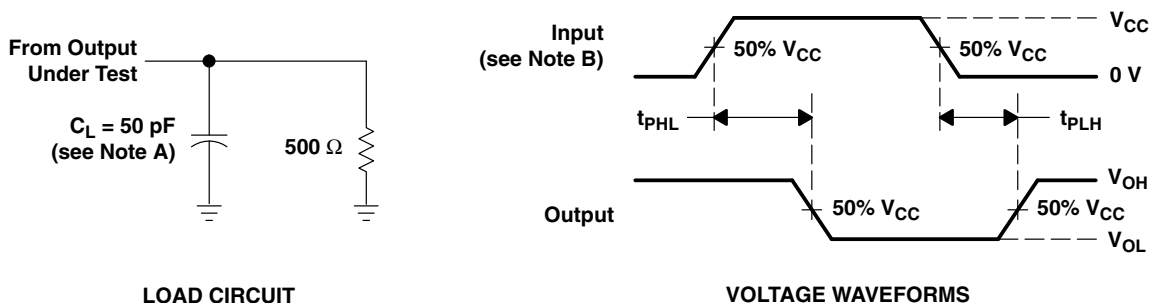 From Output
Under Test
C_L = 50 pF
(see Note A)
500 Ω
LOAD CIRCUIT
Input
(see Note B)
50% V_CC
50% V_CC
V_CC
0 V
t_PHL
t_PLH
Output
50% V_CC
50% V_CC
V_OH
V_OL
VOLTAGE WAVEFORMS